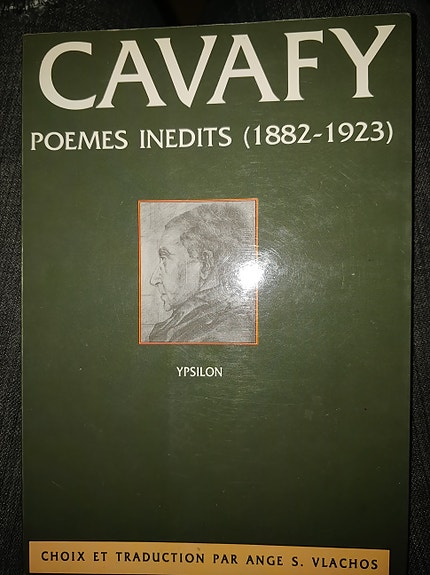 CAVAFY
POEMES INEDITS (1882-1923)
YPSILON
CHOIX ET TRADUCTION PAR ANGE S. VLACHOS